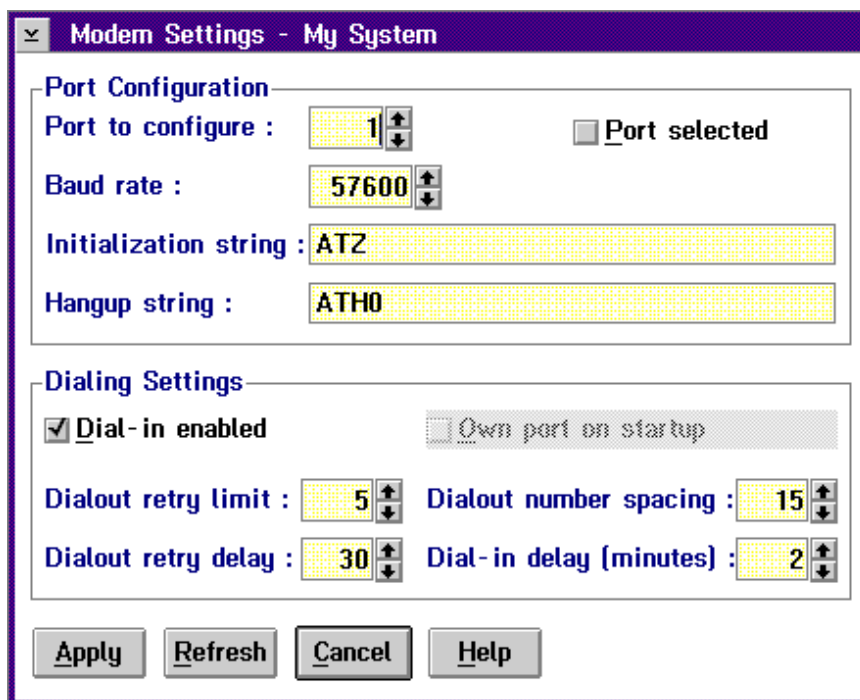 Modem Settings - My System
Port Configuration
Port to configure : 1 Port selected
Baud rate : 57600
Initialization string : ATZ
Hangup string : ATH0
Dialing Settings
Dial-in enabled Own port on startup
Dialout retry limit : 5 Dialout number spacing : 15
Dialout retry delay : 30 Dial-in delay (minutes) : 2
Apply Refresh Cancel Help